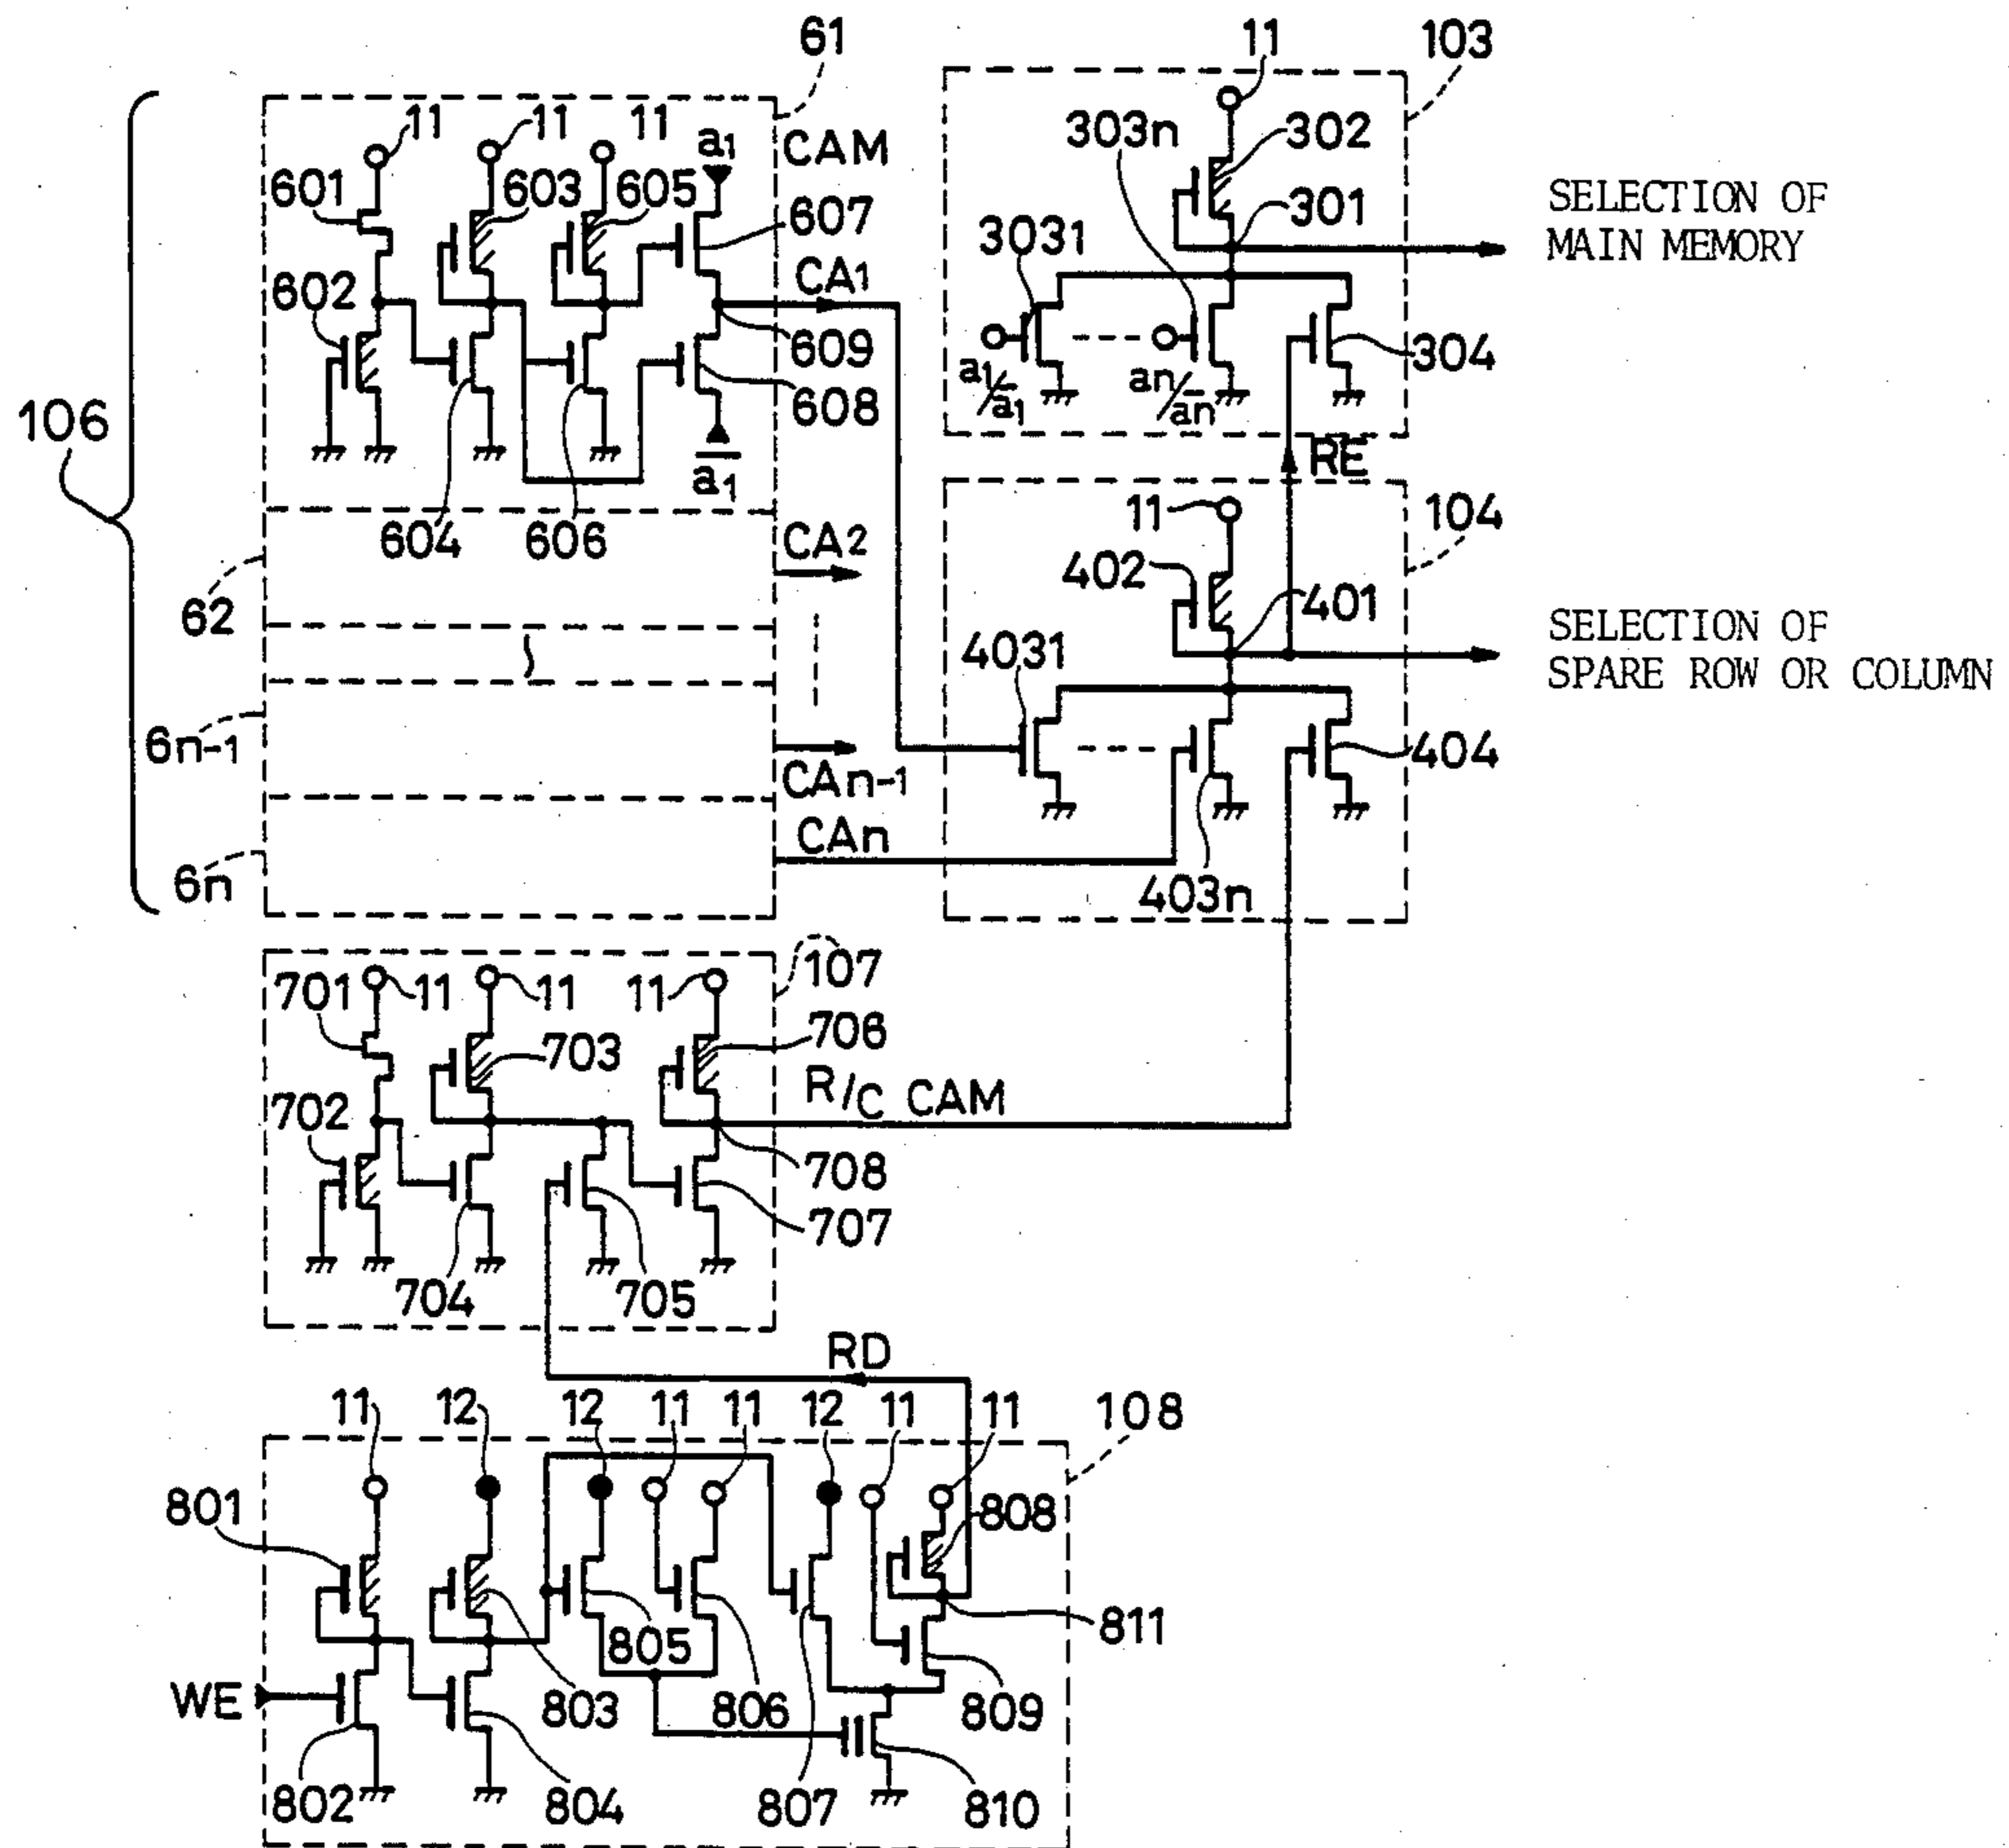 61
11
103
11
11
11
a1
CAM
303n
302
601
603
605
607
3031
301
SELECTION OF
MAIN MEMORY
602
CA1
609
304
608
a1/a̅1
an/a̅n
106
a̅1
RE
604
606
CA2
11
104
402
401
62
4031
SELECTION OF
SPARE ROW OR COLUMN
6n-1
CAn-1
404
CAn
6n
403n
107
701
11
11
11
706
703
R/C CAM
702
708
707
704
705
RD
11
12
12
11
11
12
11
11
108
801
808
805
811
WE
803
806
809
802
804
807
810